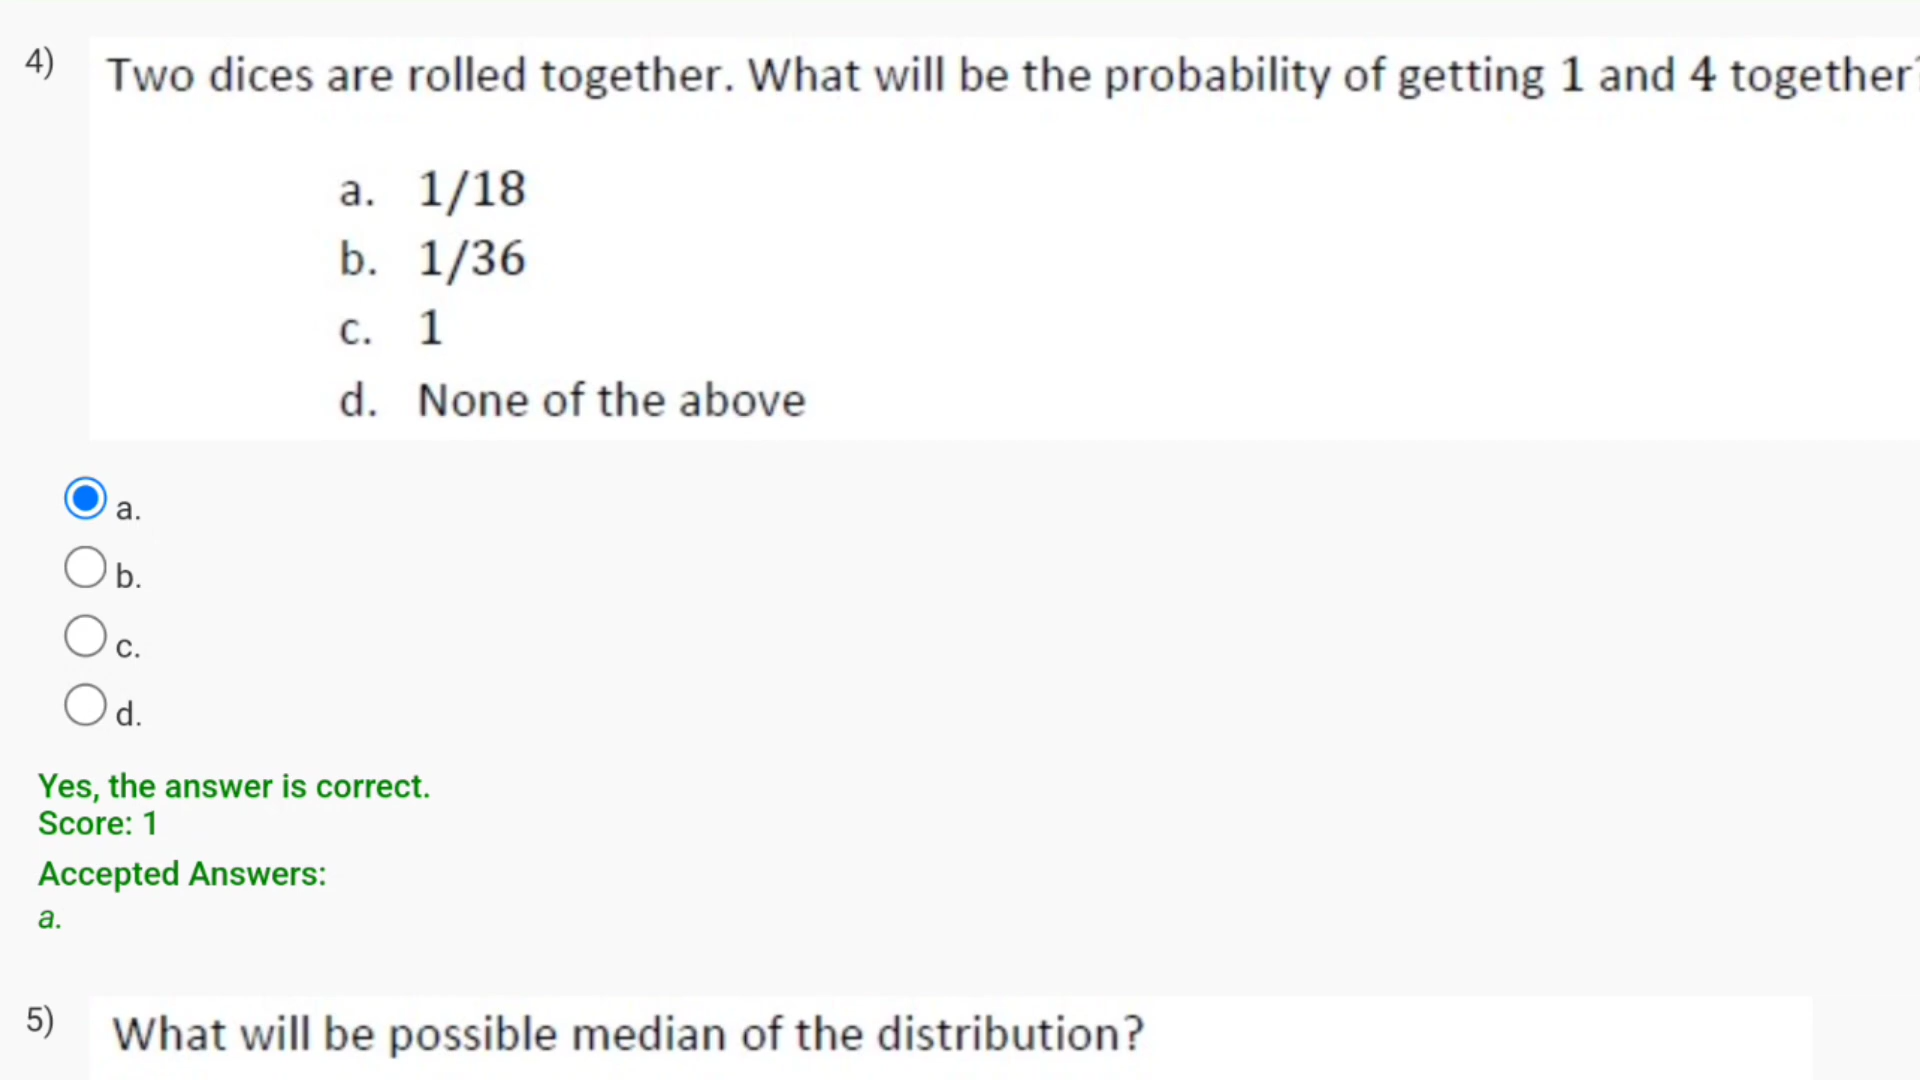 4) Two dices are rolled together. What will be the probability of getting 1 and 4 together?
a. 1/18
b. 1/36
c. 1
d. None of the above
a.
b.
c.
d.
Yes, the answer is correct.
Score: 1
Accepted Answers:
a.
5) What will be possible median of the distribution?